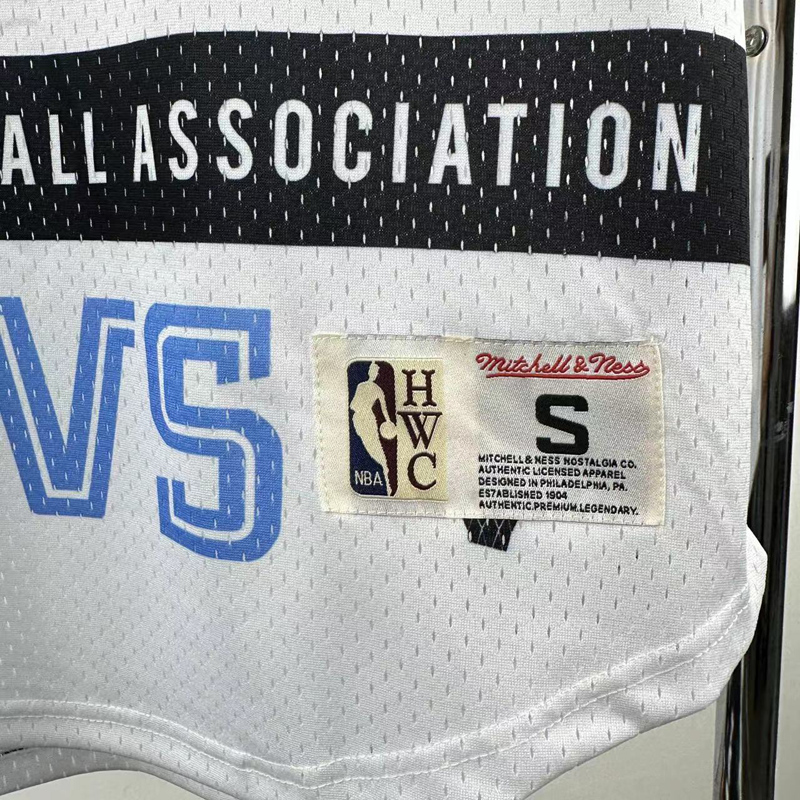 ALL ASSOCIATION
VS
HWC
NBA
Mitchell & Ness
S
MITCHELL & NESS NOSTALGIA CO.
AUTHENTIC LICENSED APPAREL
DESIGNED IN PHILADELPHIA, PA.
ESTABLISHED 1904
AUTHENTIC.PREMIUM.LEGENDARY.